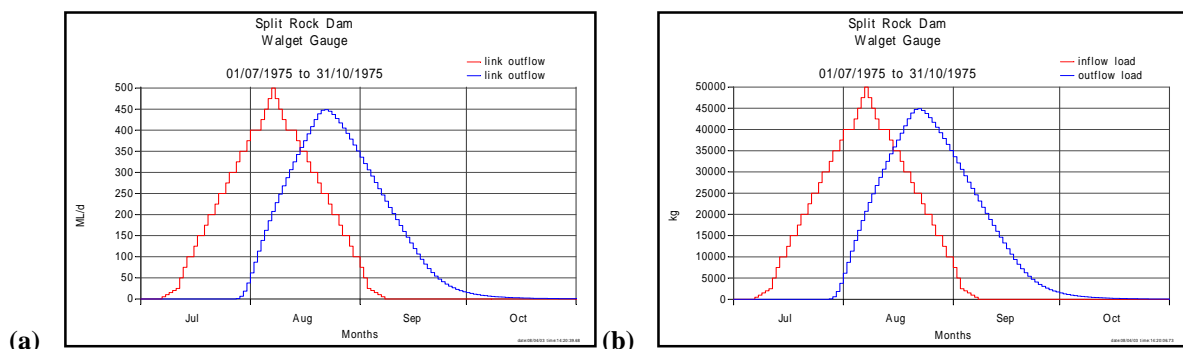 Split Rock Dam
Walget Gauge
01/07/1975 to 31/10/1975
link outflow
link outflow
500
450
400
350
300
250
200
150
100
50
0
ML/d
Jul Aug Sep Oct
Months
(a)
Split Rock Dam
Walget Gauge
01/07/1975 to 31/10/1975
inflow load
outflow load
50000
45000
40000
35000
30000
25000
20000
15000
10000
5000
0
kg
Jul Aug Sep Oct
Months
(b)